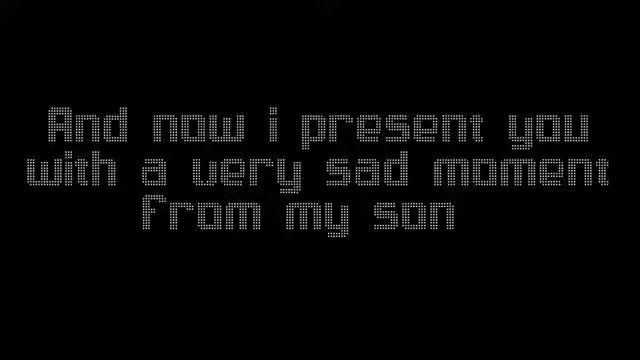 And now i present you
with a very sad moment
from my son